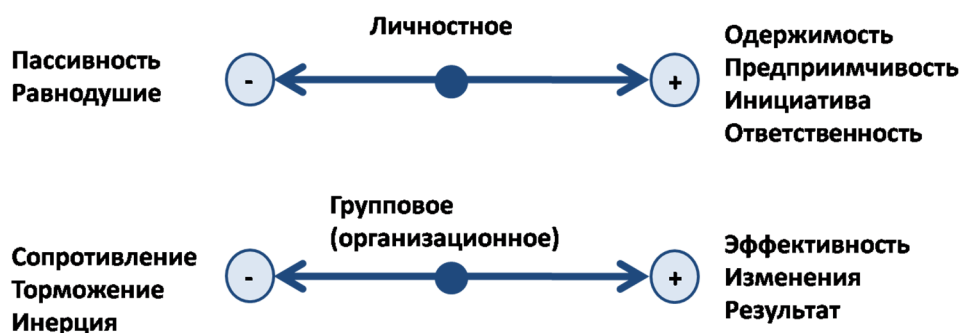 Личностное
Пассивность
Равнодушие
-
+
Одержимость
Предприимчивость
Инициатива
Ответственность
Групповое
(организационное)
Сопротивление
Торможение
Инерция
-
+
Эффективность
Изменения
Результат